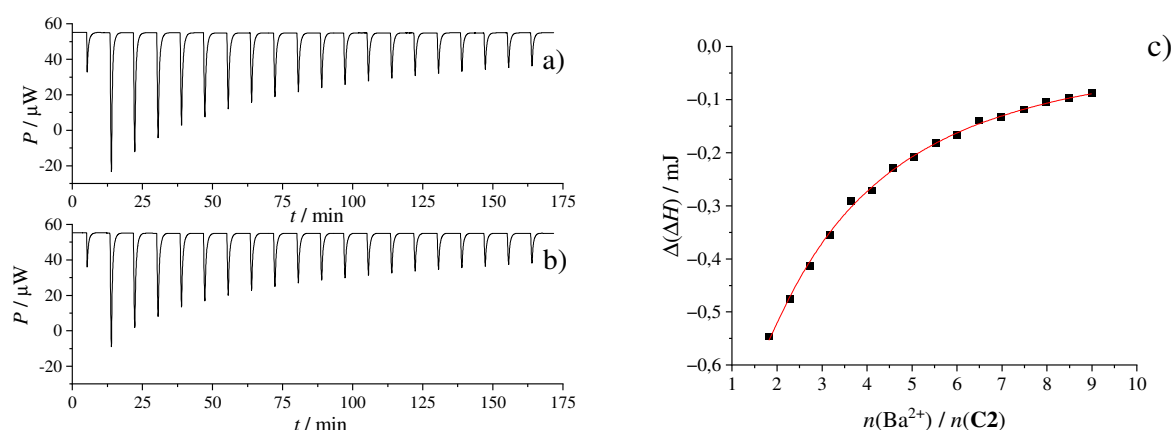 60
40
20
0
−20
P / µW
a)
0 25 50 75 100 125 150 175
t / min
60
40
20
0
−20
P / µW
b)
0 25 50 75 100 125 150 175
t / min
0,0
−0,1
−0,2
−0,3
−0,4
−0,5
−0,6
Δ(ΔH) / mJ
c)
1 2 3 4 5 6 7 8 9 10
n(Ba²⁺) / n(C2)